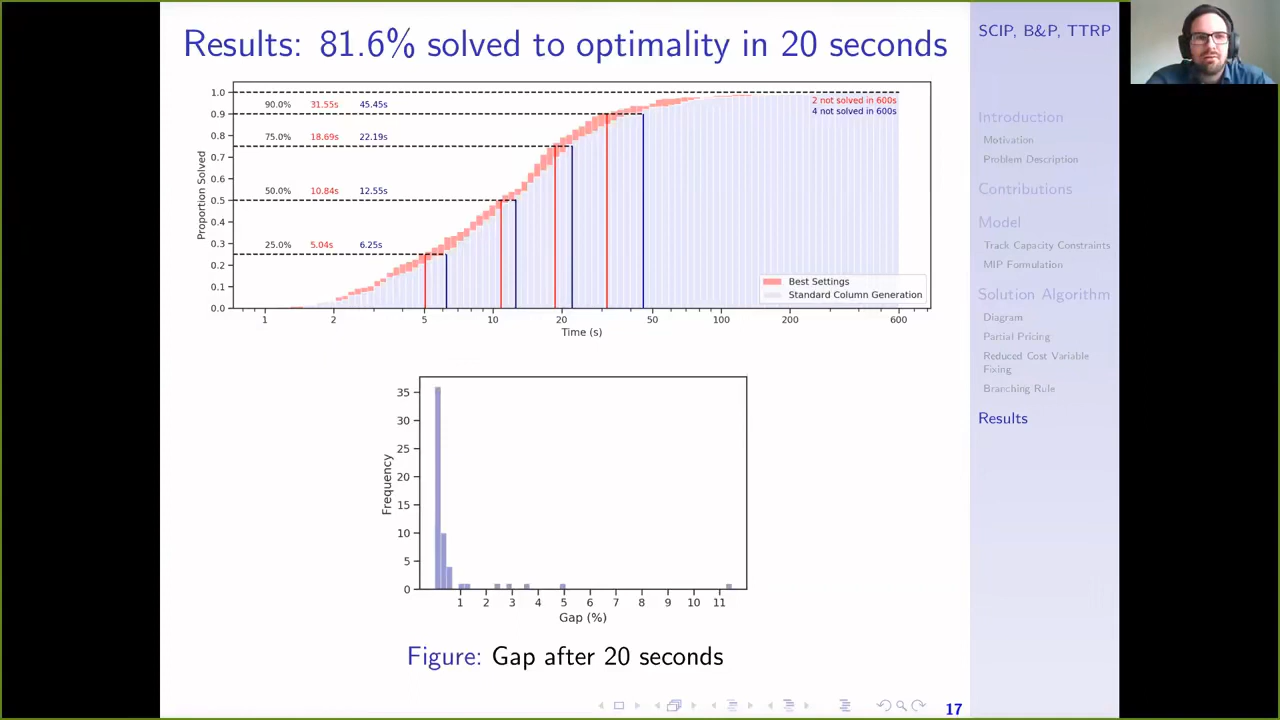 Results: 81.6% solved to optimality in 20 seconds
1.0
0.9
0.8
0.7
0.6
0.5
0.4
0.3
0.2
0.1
0.0
Proportion Solved
90.0% 31.55s 45.45s
75.0% 18.69s 22.19s
50.0% 10.84s 12.55s
25.0% 5.04s 6.25s
2 not solved in 600s
4 not solved in 600s
Best Settings
Standard Column Generation
1 2 5 10 20 50 100 200 600
Time (s)
35
30
25
20
15
10
5
0
Frequency
1 2 3 4 5 6 7 8 9 10 11
Gap (%)
Figure: Gap after 20 seconds
SCIP, B&P, TTRP
Introduction
Motivation
Problem Description
Contributions
Model
Track Capacity Constraints
MIP Formulation
Solution Algorithm
Diagram
Partial Pricing
Reduced Cost Variable
Fixing
Branching Rule
Results
17